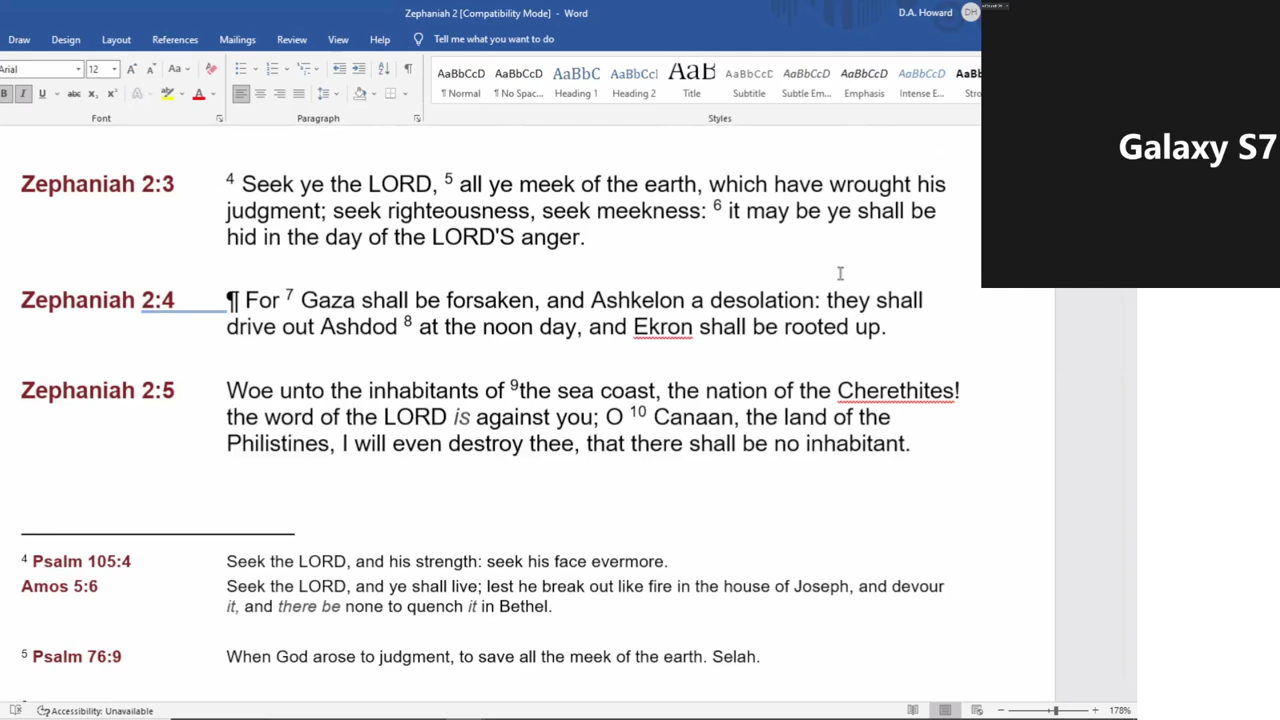 Zephaniah 2 [Compatibility Mode] - Word
D.A. Howard DH
Draw Design Layout References Mailings Review View Help Tell me what you want to do
Arial 12 A A Aa
B I U abc x₂ x² A A
AaBbCcD AaBbCcD AaBbC AaBbCcI AaB AaBbCcD AaBbCcD AaBbCcD AaBbCcD AaBb
¶ Normal ¶ No Spac... Heading 1 Heading 2 Title Subtitle Subtle Em... Emphasis Intense E... Stro
Font Paragraph Styles
Galaxy S7
Zephaniah 2:3 ⁴ Seek ye the LORD, ⁵ all ye meek of the earth, which have wrought his
judgment; seek righteousness, seek meekness: ⁶ it may be ye shall be
hid in the day of the LORD'S anger.
Zephaniah 2:4 ¶ For ⁷ Gaza shall be forsaken, and Ashkelon a desolation: they shall
drive out Ashdod ⁸ at the noon day, and Ekron shall be rooted up.
Zephaniah 2:5 Woe unto the inhabitants of ⁹the sea coast, the nation of the Cherethites!
the word of the LORD is against you; O ¹⁰ Canaan, the land of the
Philistines, I will even destroy thee, that there shall be no inhabitant.
⁴ Psalm 105:4 Seek the LORD, and his strength: seek his face evermore.
Amos 5:6 Seek the LORD, and ye shall live; lest he break out like fire in the house of Joseph, and devour
it, and there be none to quench it in Bethel.
⁵ Psalm 76:9 When God arose to judgment, to save all the meek of the earth. Selah.
Accessibility: Unavailable
178%